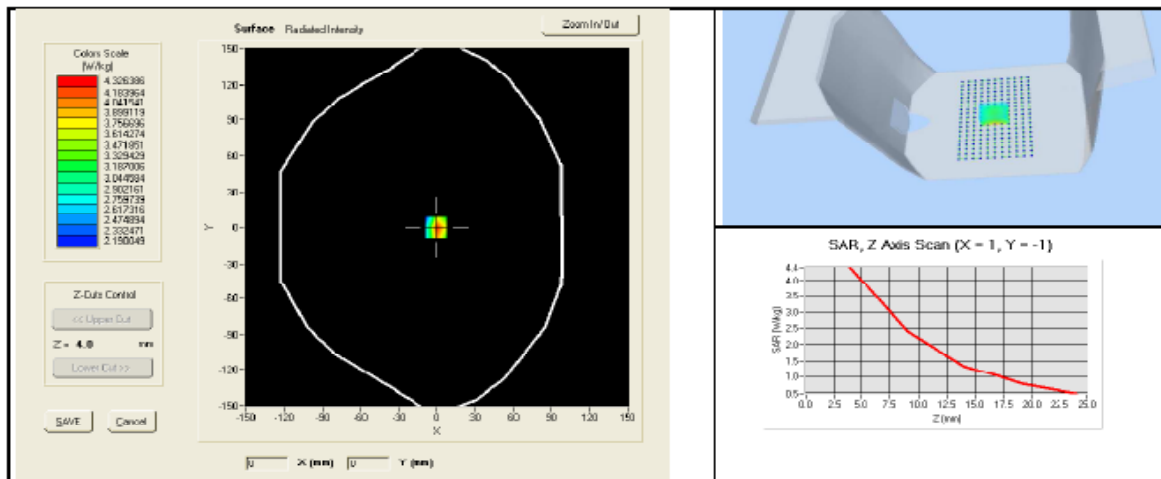 Surface Radiated Intensity
Zoom In/Out
Colors Scale
[W/kg]
4.326386
4.183964
4.041541
3.899119
3.756696
3.614274
3.471851
3.329429
3.187006
3.044584
2.902161
2.759739
2.617316
2.474894
2.332471
2.190049
Z-Cuts Control
<< Upper Cut
Z = 4.0 mm
Lower Cut >>
SAVE Cancel
150
120
90
60
30
0
-30
-60
-90
-120
-150
Y
-150 -120 -90 -60 -30 0 30 60 90 120 150
X
0 X (mm) 0 Y (mm)
SAR, Z Axis Scan (X = 1, Y = -1)
4.4
4.0
3.5
3.0
2.5
2.0
1.5
1.0
0.5
SAR [W/kg]
0.0 2.5 5.0 7.5 10.0 12.5 15.0 17.5 20.0 22.5 25.0
Z (mm)